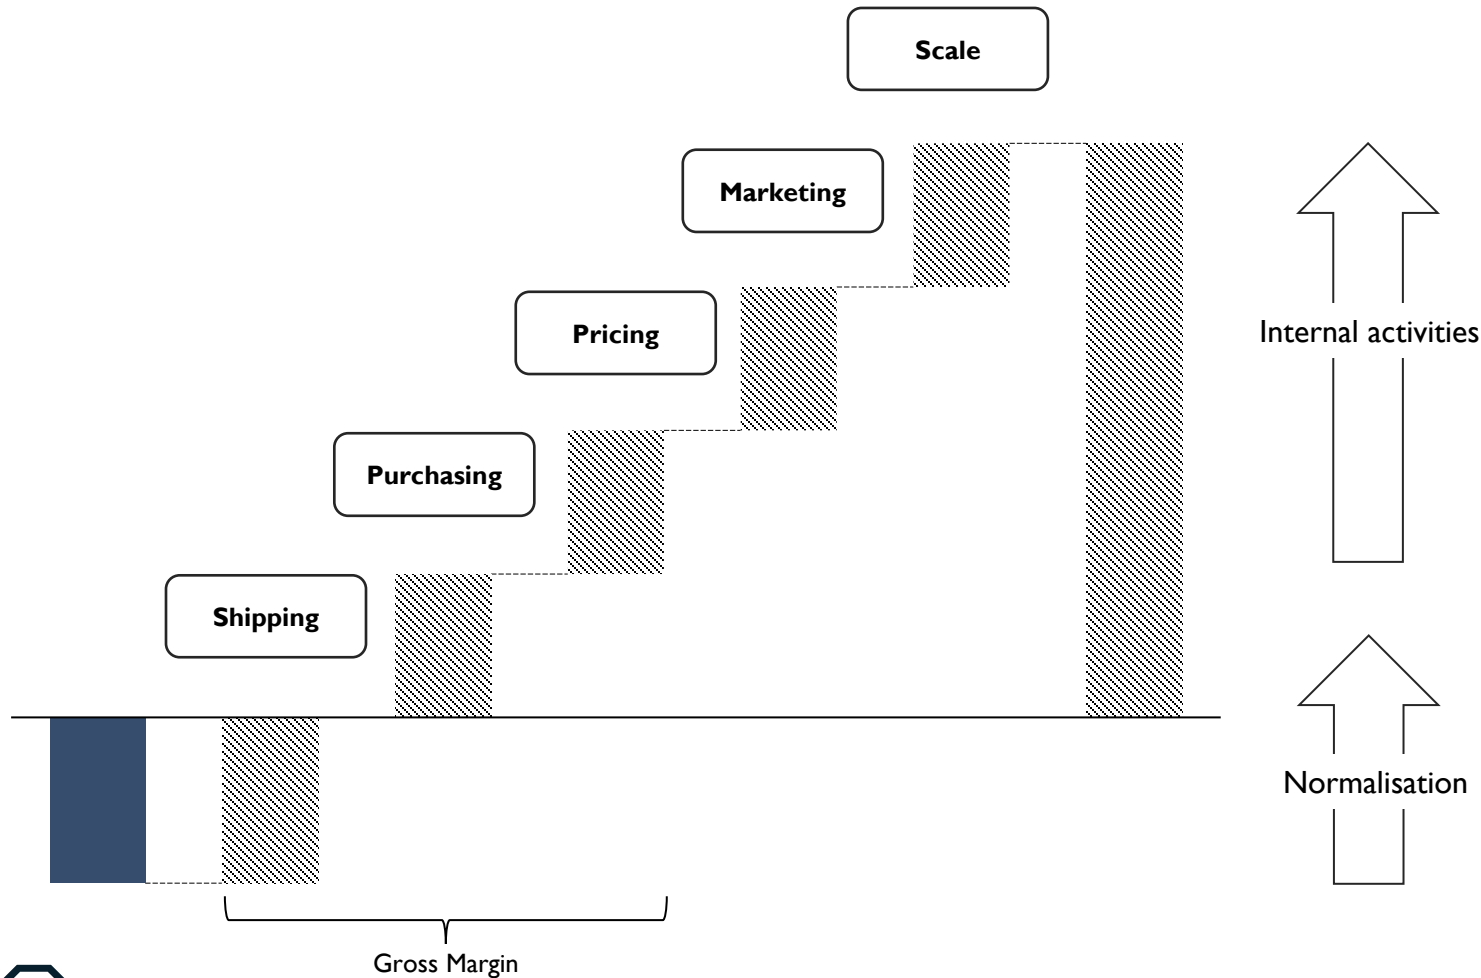 Scale
Marketing
Pricing
Internal activities
Purchasing
Shipping
Normalisation
Gross Margin